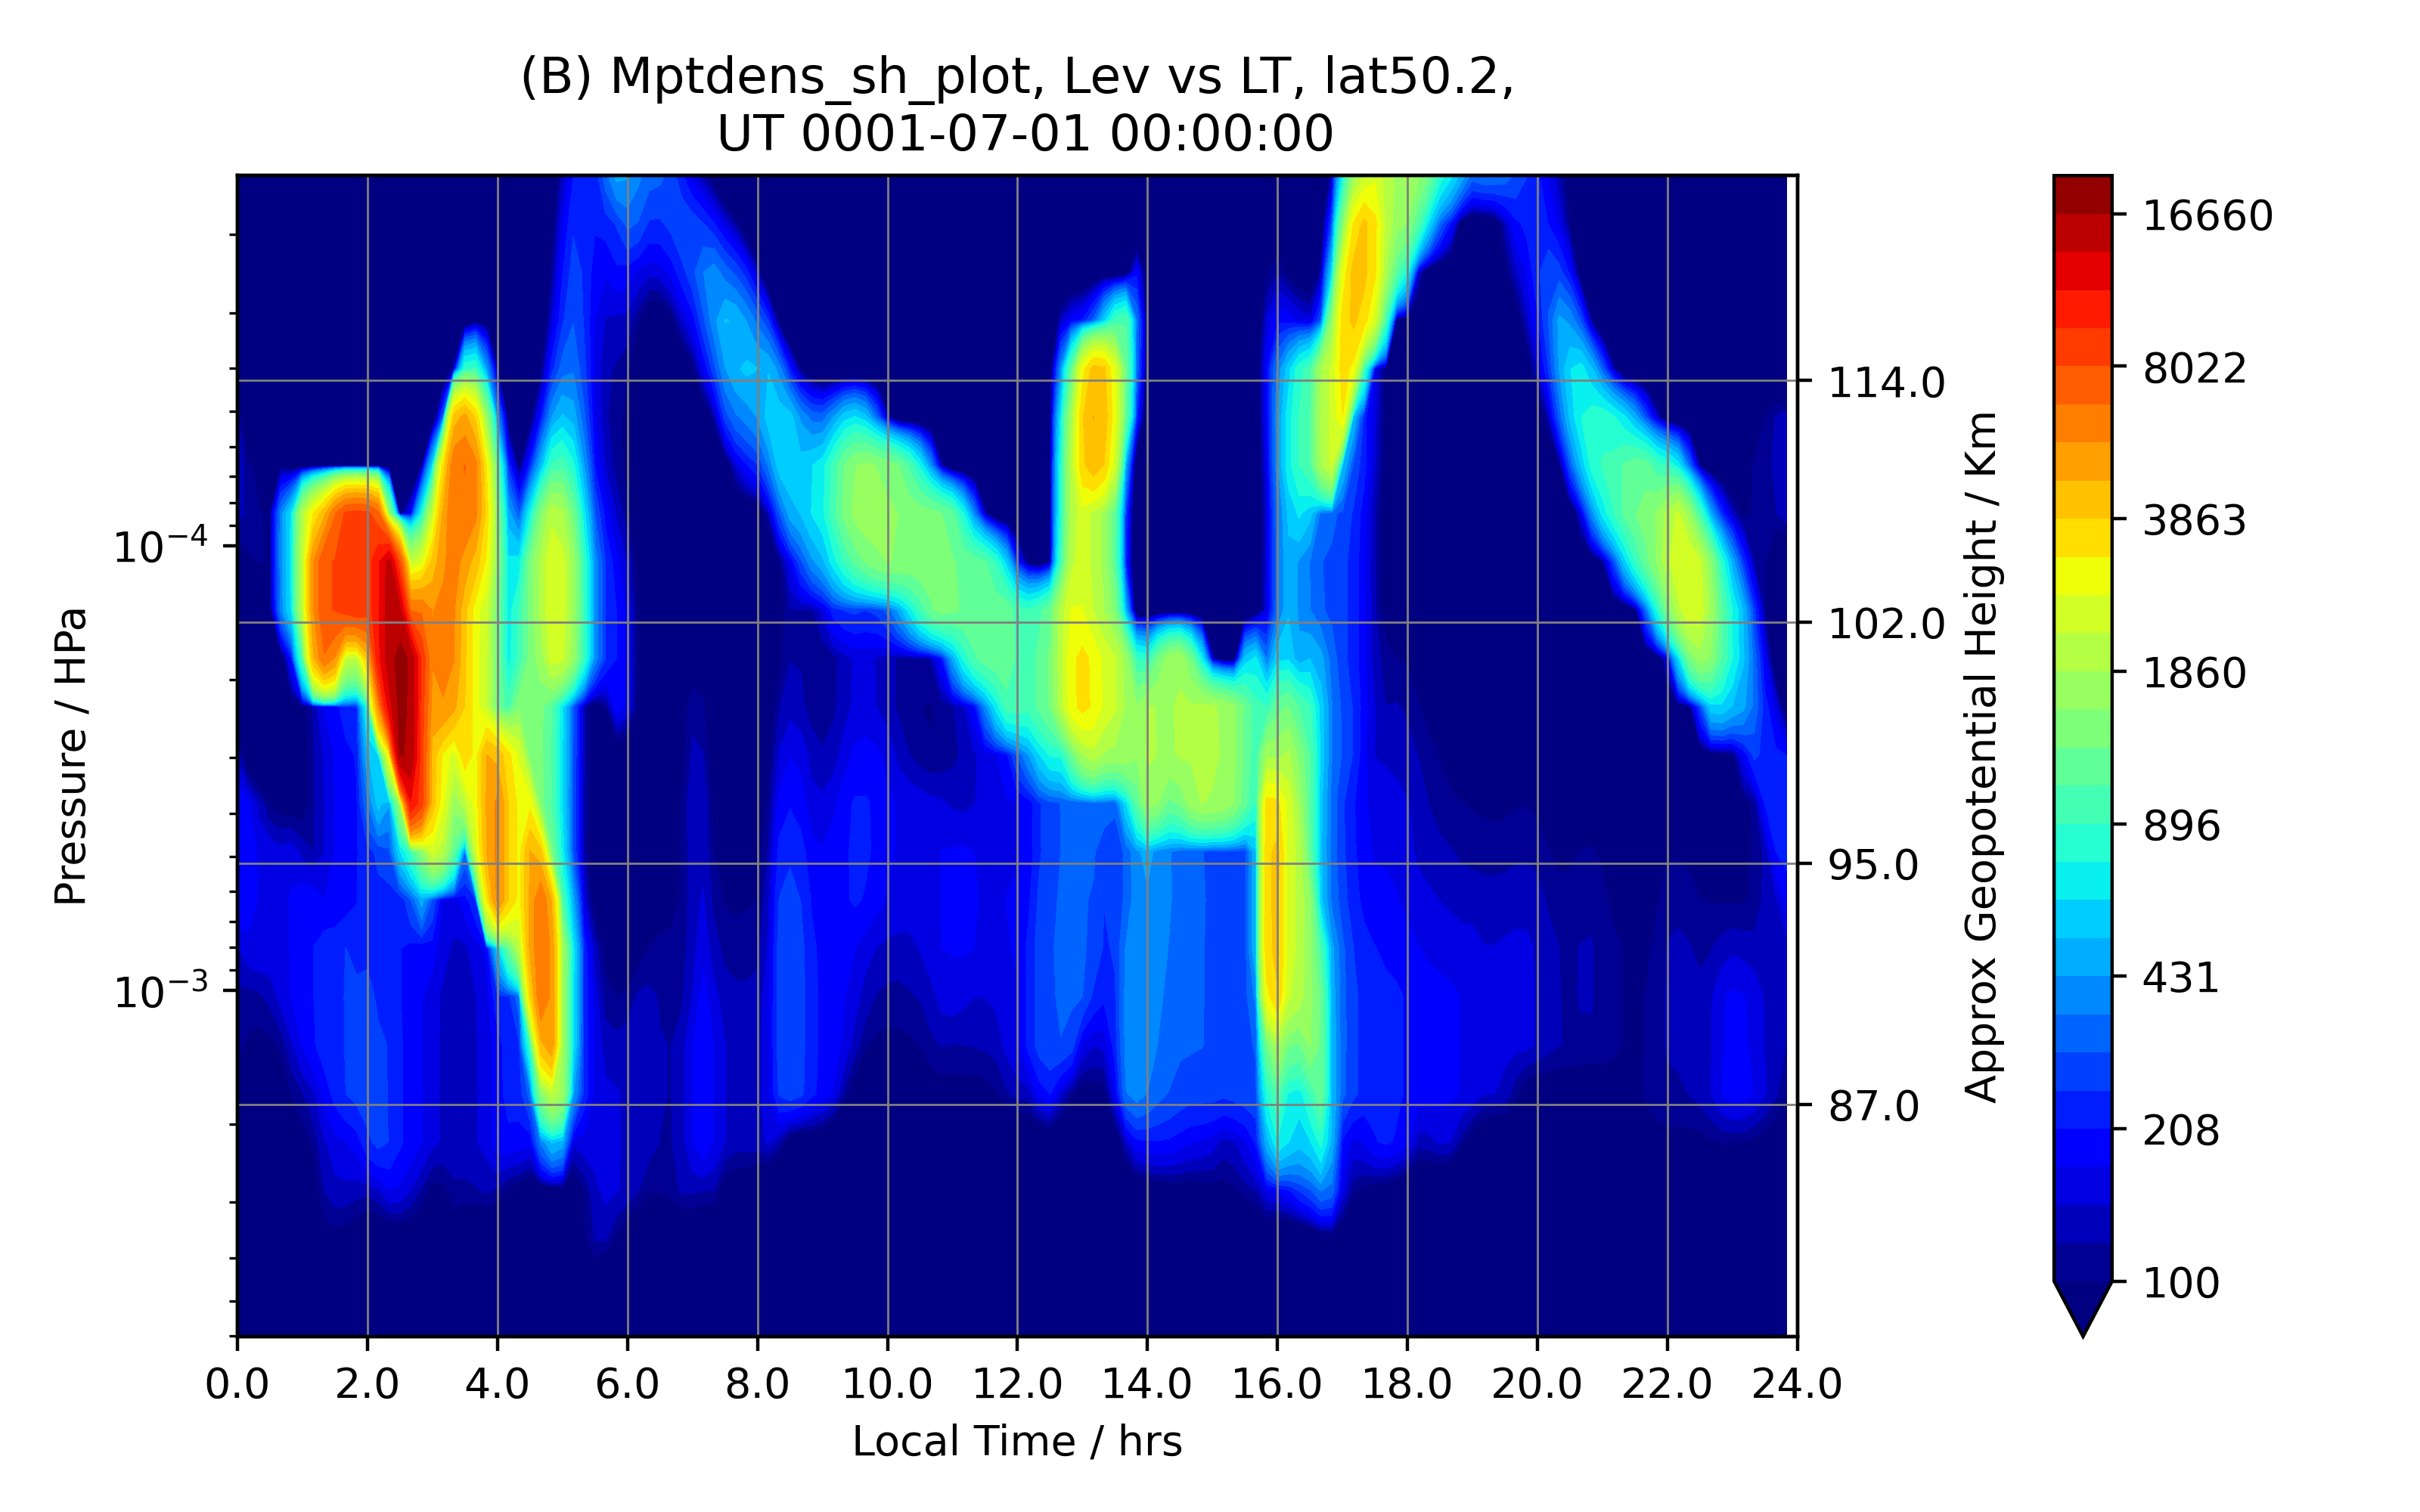 (B) Mptdens_sh_plot, Lev vs LT, lat50.2,
UT 0001-07-01 00:00:00
Pressure / HPa
10⁻⁴
10⁻³
0.0 2.0 4.0 6.0 8.0 10.0 12.0 14.0 16.0 18.0 20.0 22.0 24.0
Local Time / hrs
114.0
102.0
95.0
87.0
Approx Geopotential Height / Km
16660
8022
3863
1860
896
431
208
100